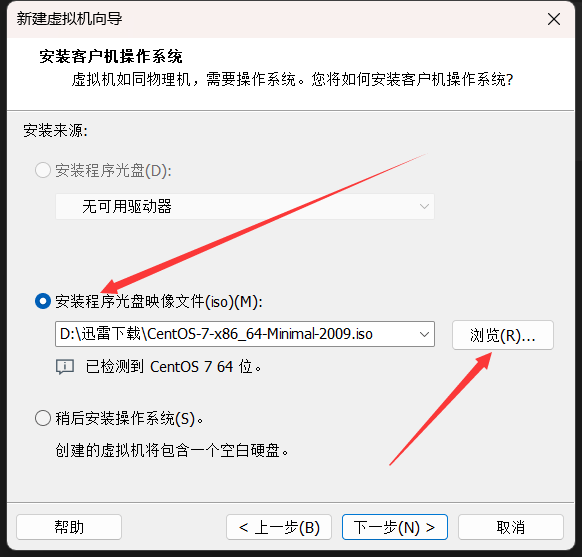 新建虚拟机向导
安装客户机操作系统
虚拟机如同物理机，需要操作系统。您将如何安装客户机操作系统?
安装来源:
安装程序光盘(D):
无可用驱动器
安装程序光盘映像文件(iso)(M):
D:\迅雷下载\CentOS-7-x86_64-Minimal-2009.iso
浏览(R)...
已检测到 CentOS 7 64 位。
稍后安装操作系统(S)。
创建的虚拟机将包含一个空白硬盘。
帮助
< 上一步(B)
下一步(N) >
取消